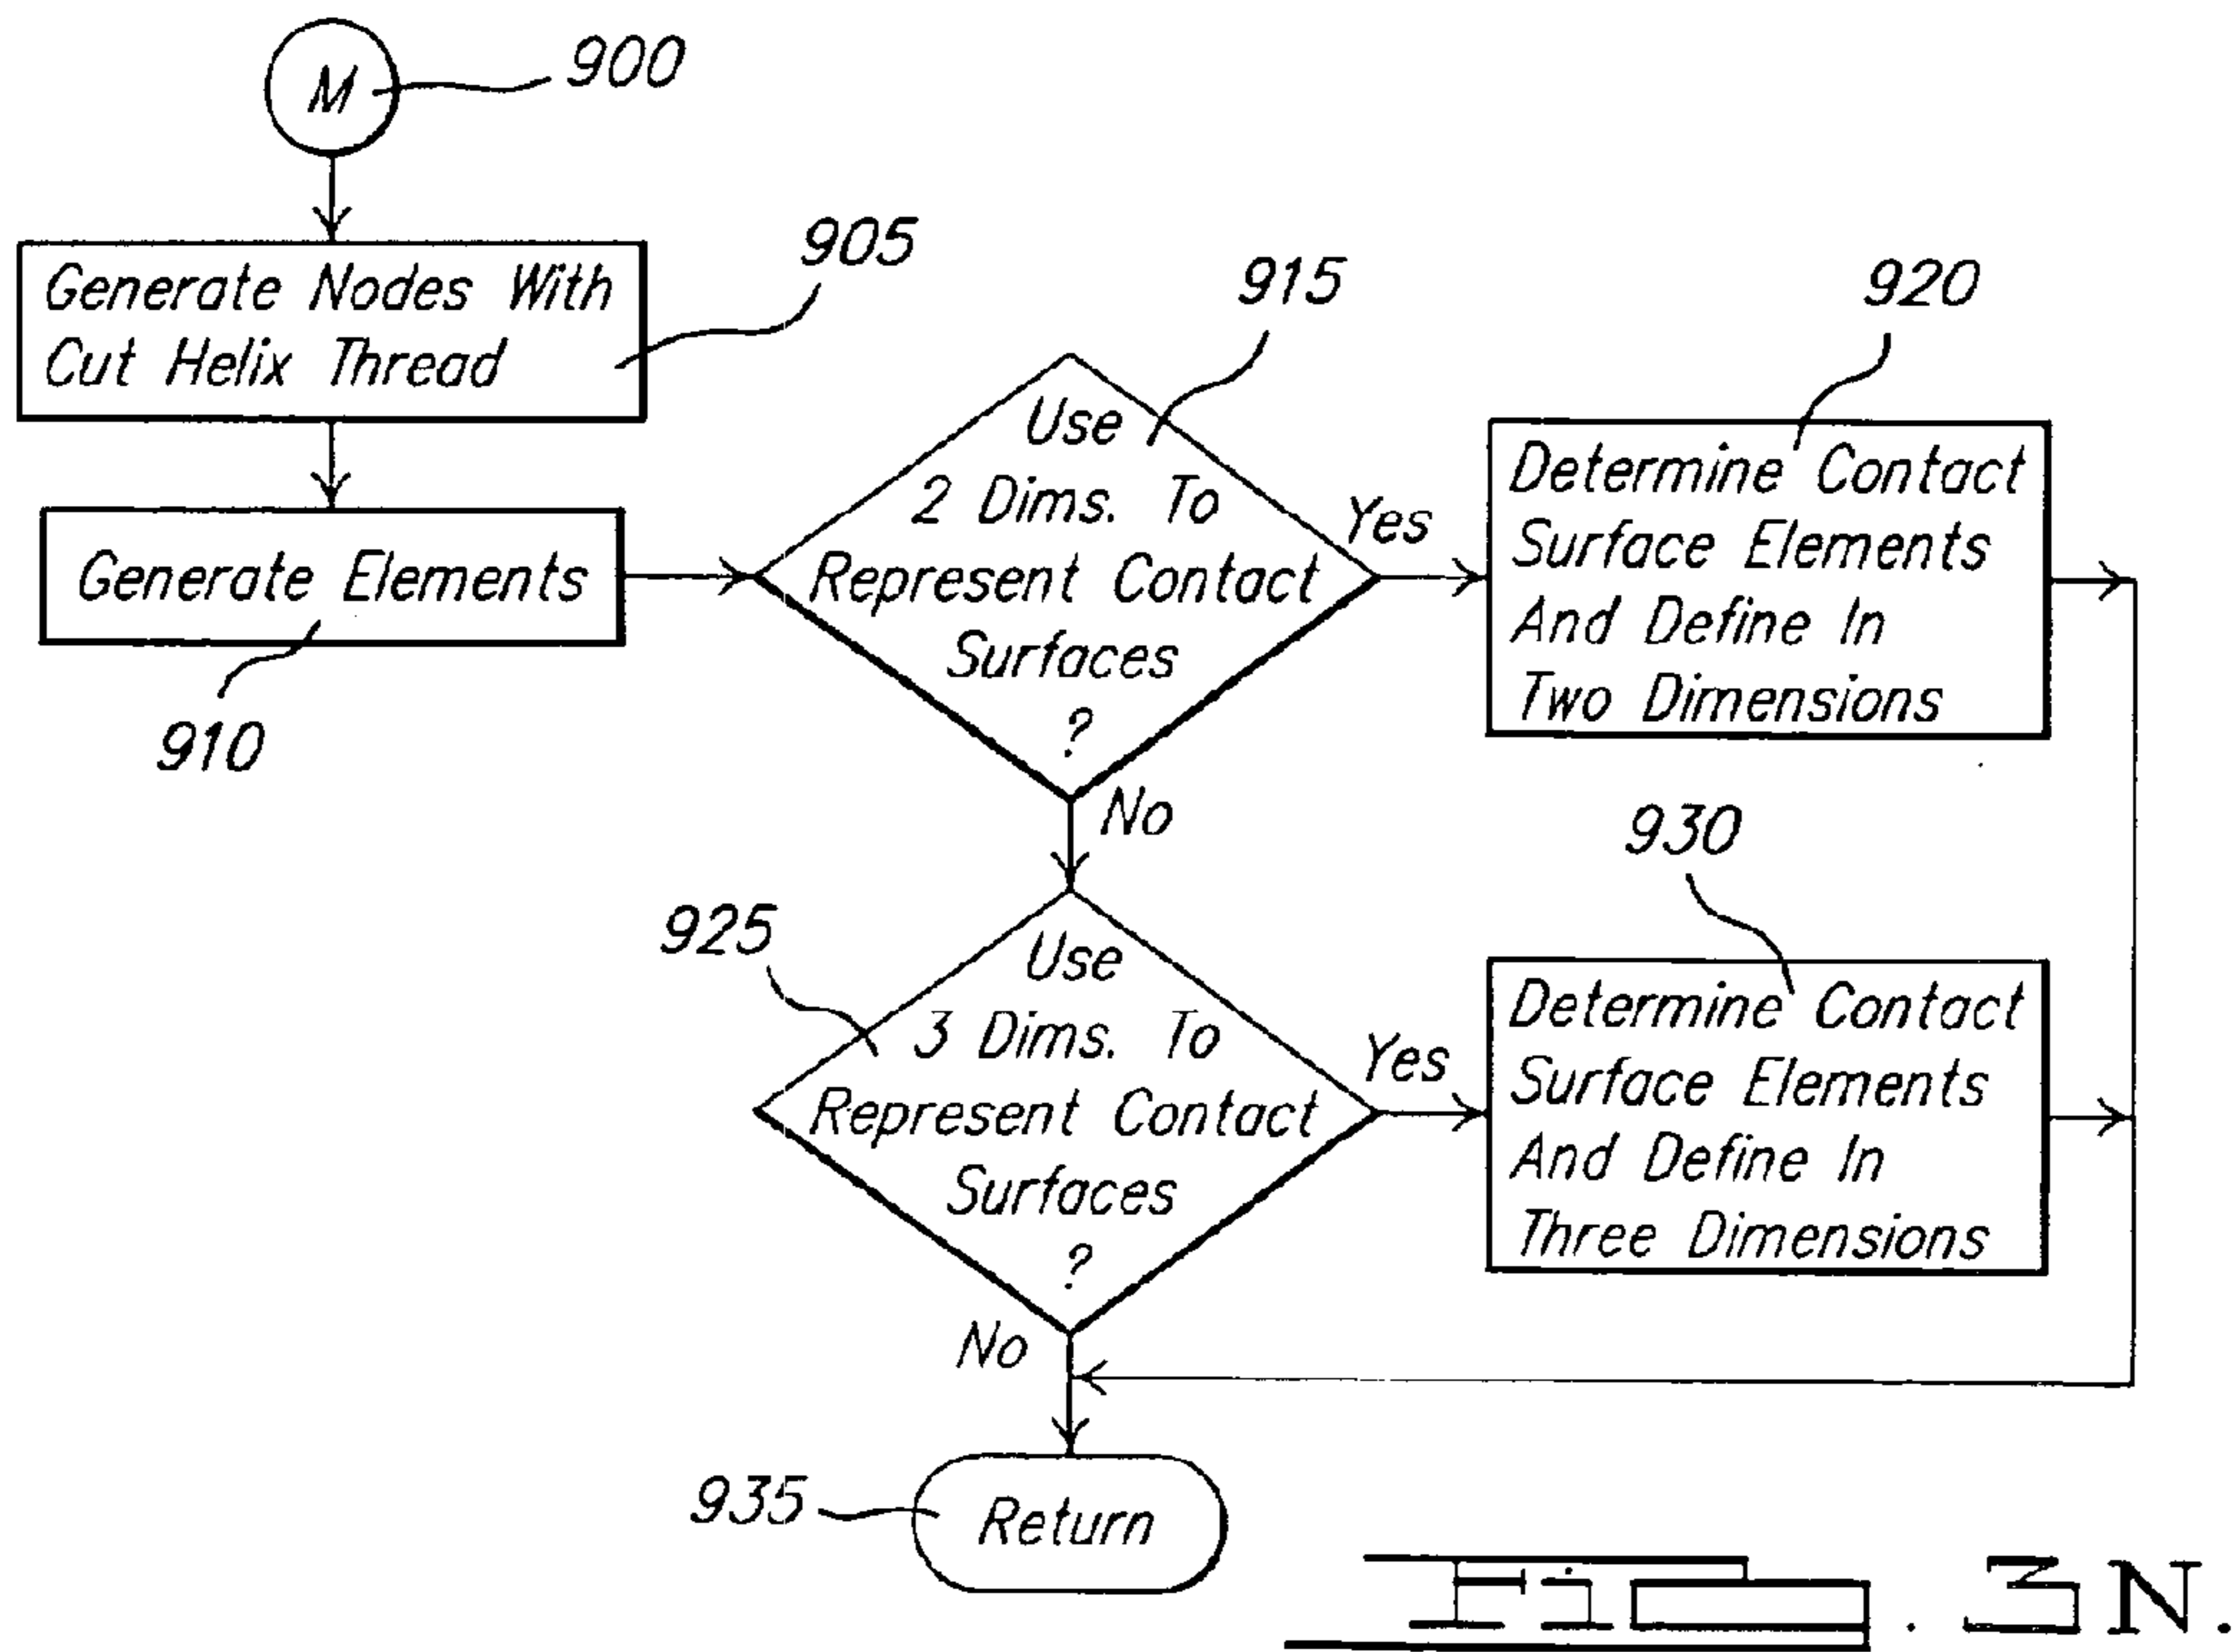 M
900
Generate Nodes With
Cut Helix Thread
905
Generate Elements
910
915
Use
2 Dims. To
Represent Contact
Surfaces
?
Yes
No
920
Determine Contact
Surface Elements
And Define In
Two Dimensions
925
Use
3 Dims. To
Represent Contact
Surfaces
?
Yes
No
930
Determine Contact
Surface Elements
And Define In
Three Dimensions
935
Return
Fig. 3N.